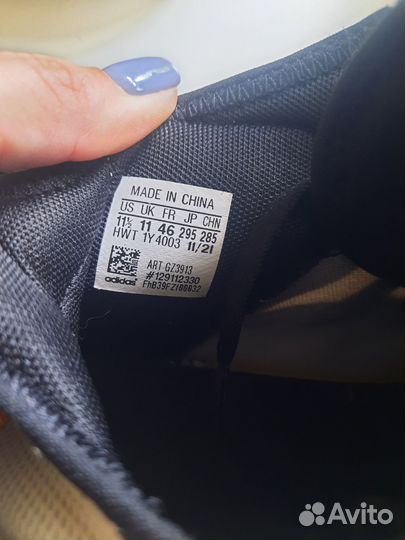 MADE IN CHINA
US UK FR JP CHN
11½ 11 46 295 285
HWT 1Y4003 11/21
ART GZ3913
#129112330
adidas
Avito